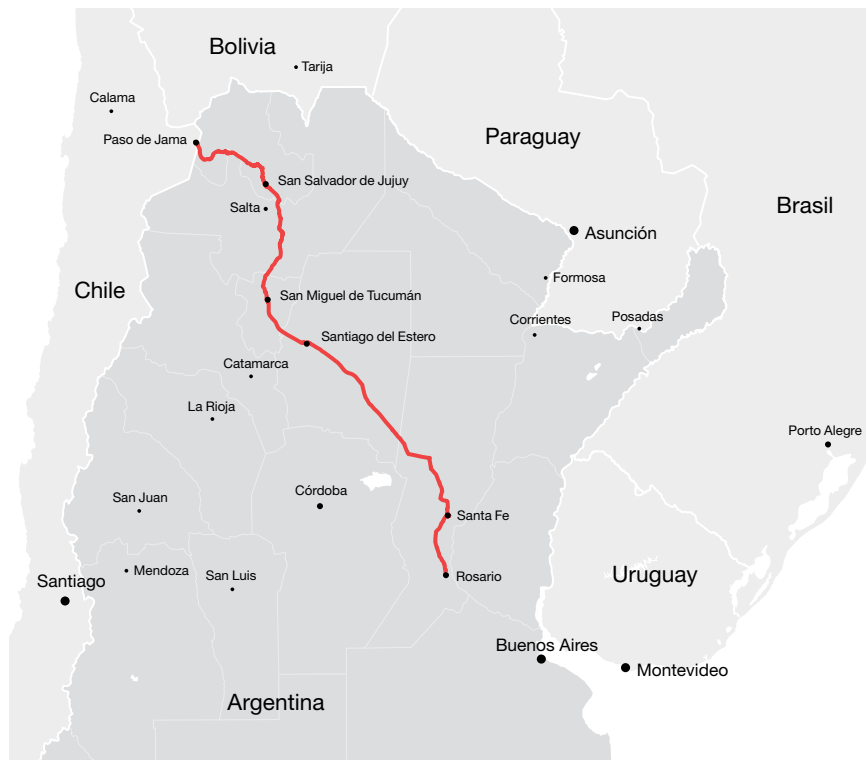 Bolivia
Tarija
Calama
Paso de Jama
Paraguay
San Salvador de Jujuy
Salta
Brasil
Asunción
Formosa
Chile
San Miguel de Tucumán
Corrientes
Posadas
Santiago del Estero
Catamarca
La Rioja
Porto Alegre
Córdoba
San Juan
Santa Fe
Mendoza
San Luis
Rosario
Uruguay
Santiago
Buenos Aires
Montevideo
Argentina